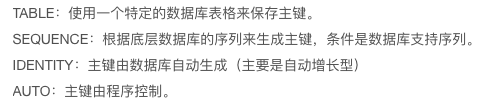 TABLE：使用一个特定的数据库表格来保存主键。
SEQUENCE：根据底层数据库的序列来生成主键，条件是数据库支持序列。
IDENTITY：主键由数据库自动生成（主要是自动增长型）
AUTO：主键由程序控制。